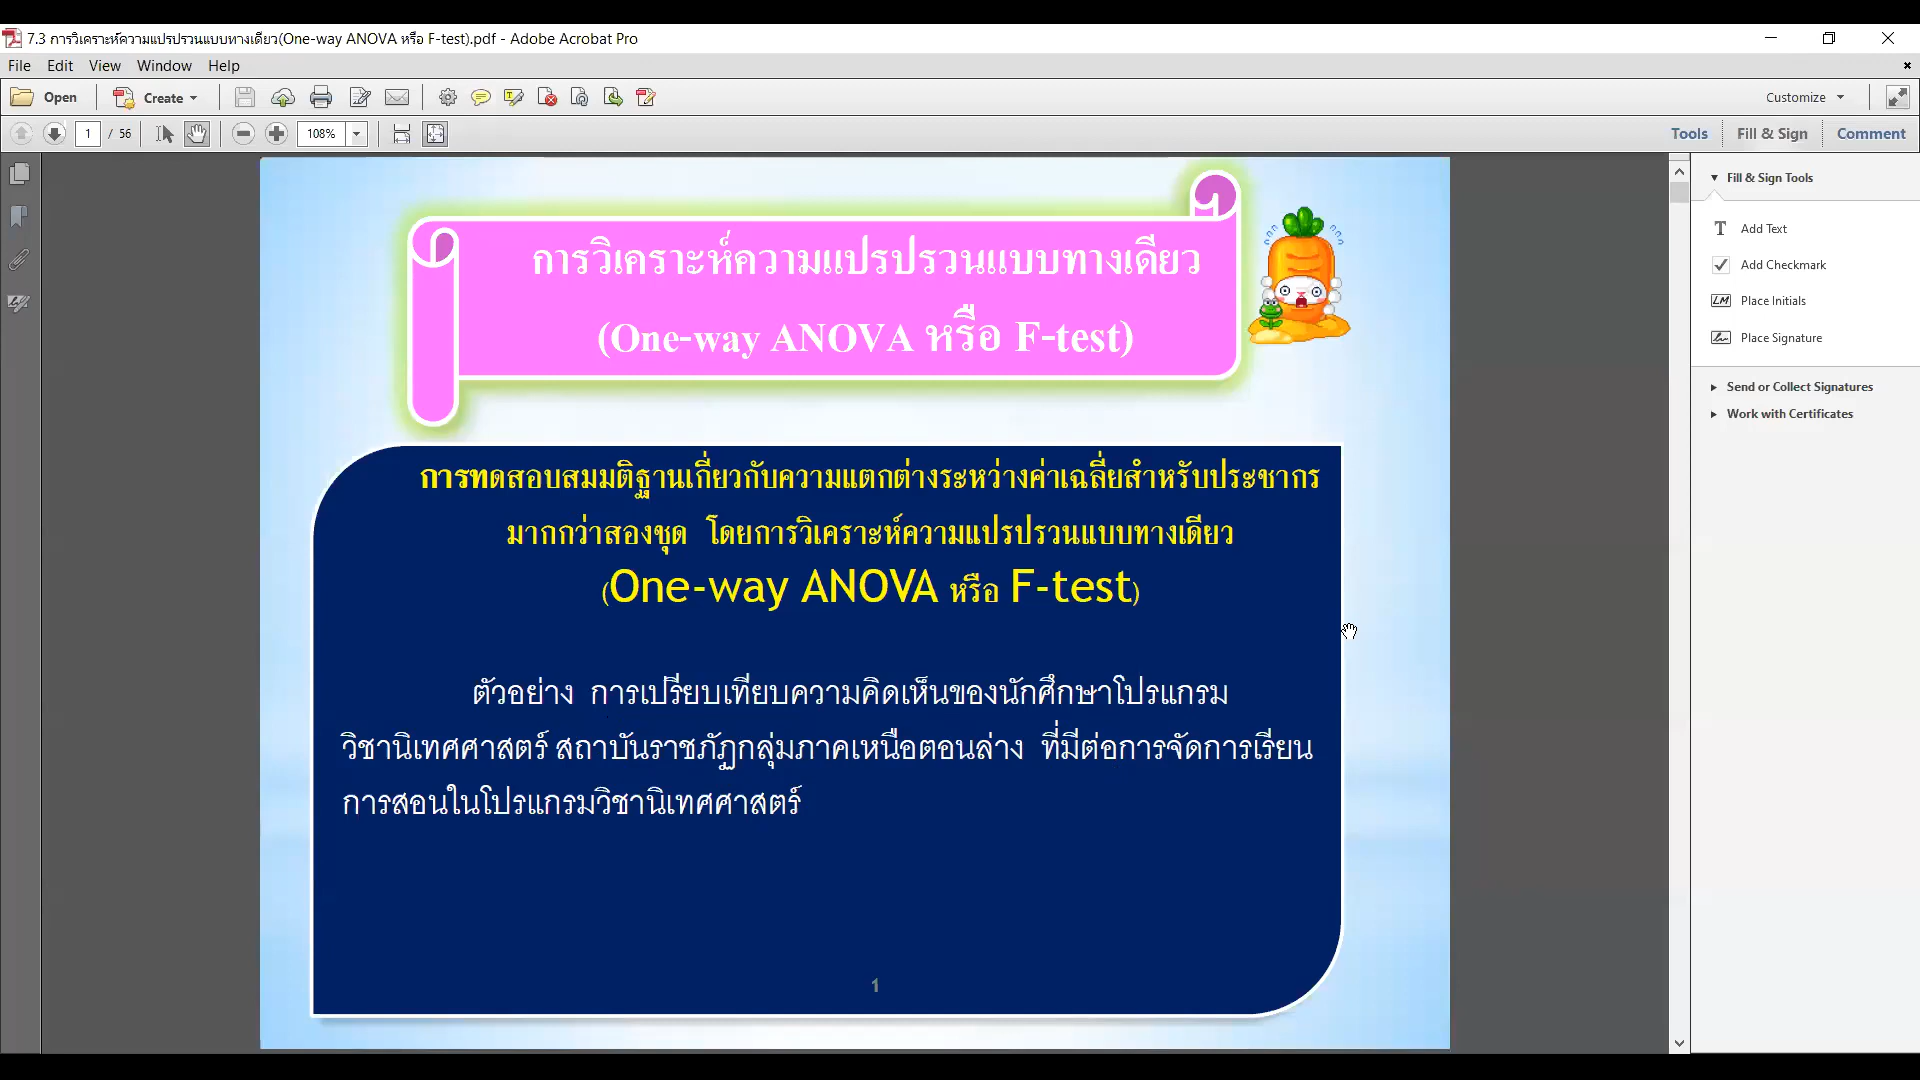 7.3 การวิเคราะห์ความแปรปรวนแบบทางเดียว(One-way ANOVA หรือ F-test).pdf - Adobe Acrobat Pro
File Edit View Window Help
Open Create Customize
1 / 56 108% Tools Fill & Sign Comment
Fill & Sign Tools
Add Text
Add Checkmark
Place Initials
Place Signature
Send or Collect Signatures
Work with Certificates
การวิเคราะห์ความแปรปรวนแบบทางเดียว
(One-way ANOVA หรือ F-test)
การทดสอบสมมติฐานเกี่ยวกับความแตกต่างระหว่างค่าเฉลี่ยสำหรับประชากร
มากกว่าสองชุด โดยการวิเคราะห์ความแปรปรวนแบบทางเดียว
(One-way ANOVA หรือ F-test)
ตัวอย่าง การเปรียบเทียบความคิดเห็นของนักศึกษาโปรแกรม
วิชานิเทศศาสตร์ สถาบันราชภัฏกลุ่มภาคเหนือตอนล่าง ที่มีต่อการจัดการเรียน
การสอนในโปรแกรมวิชานิเทศศาสตร์
1